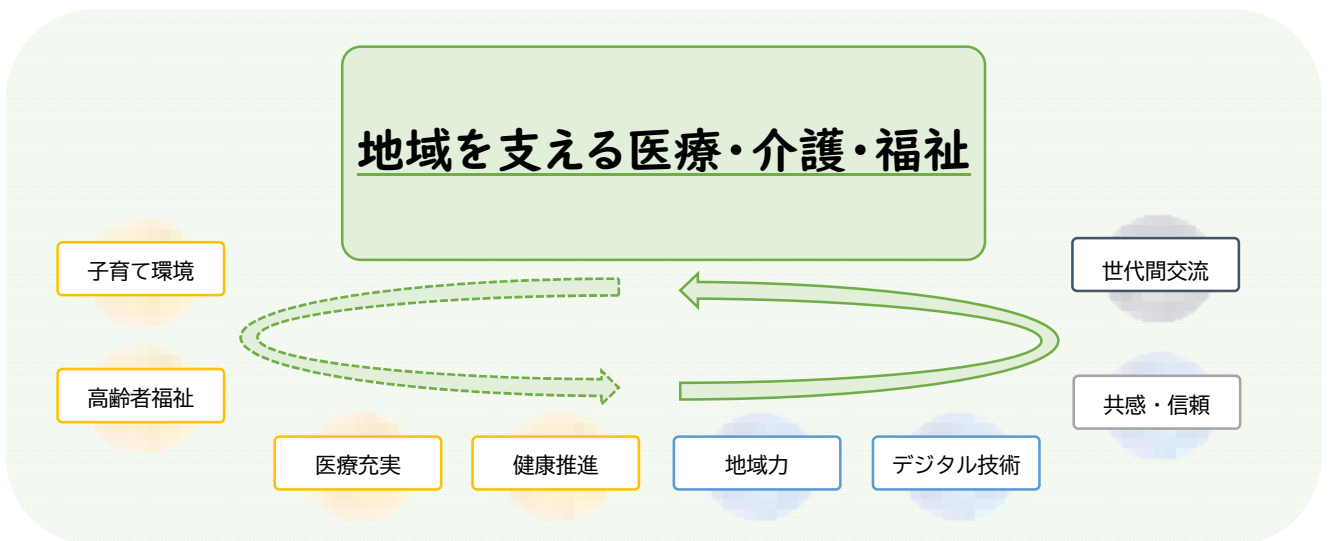 地域を支える医療・介護・福祉
子育て環境
世代間交流
高齢者福祉
共感・信頼
医療充実
健康推進
地域力
デジタル技術